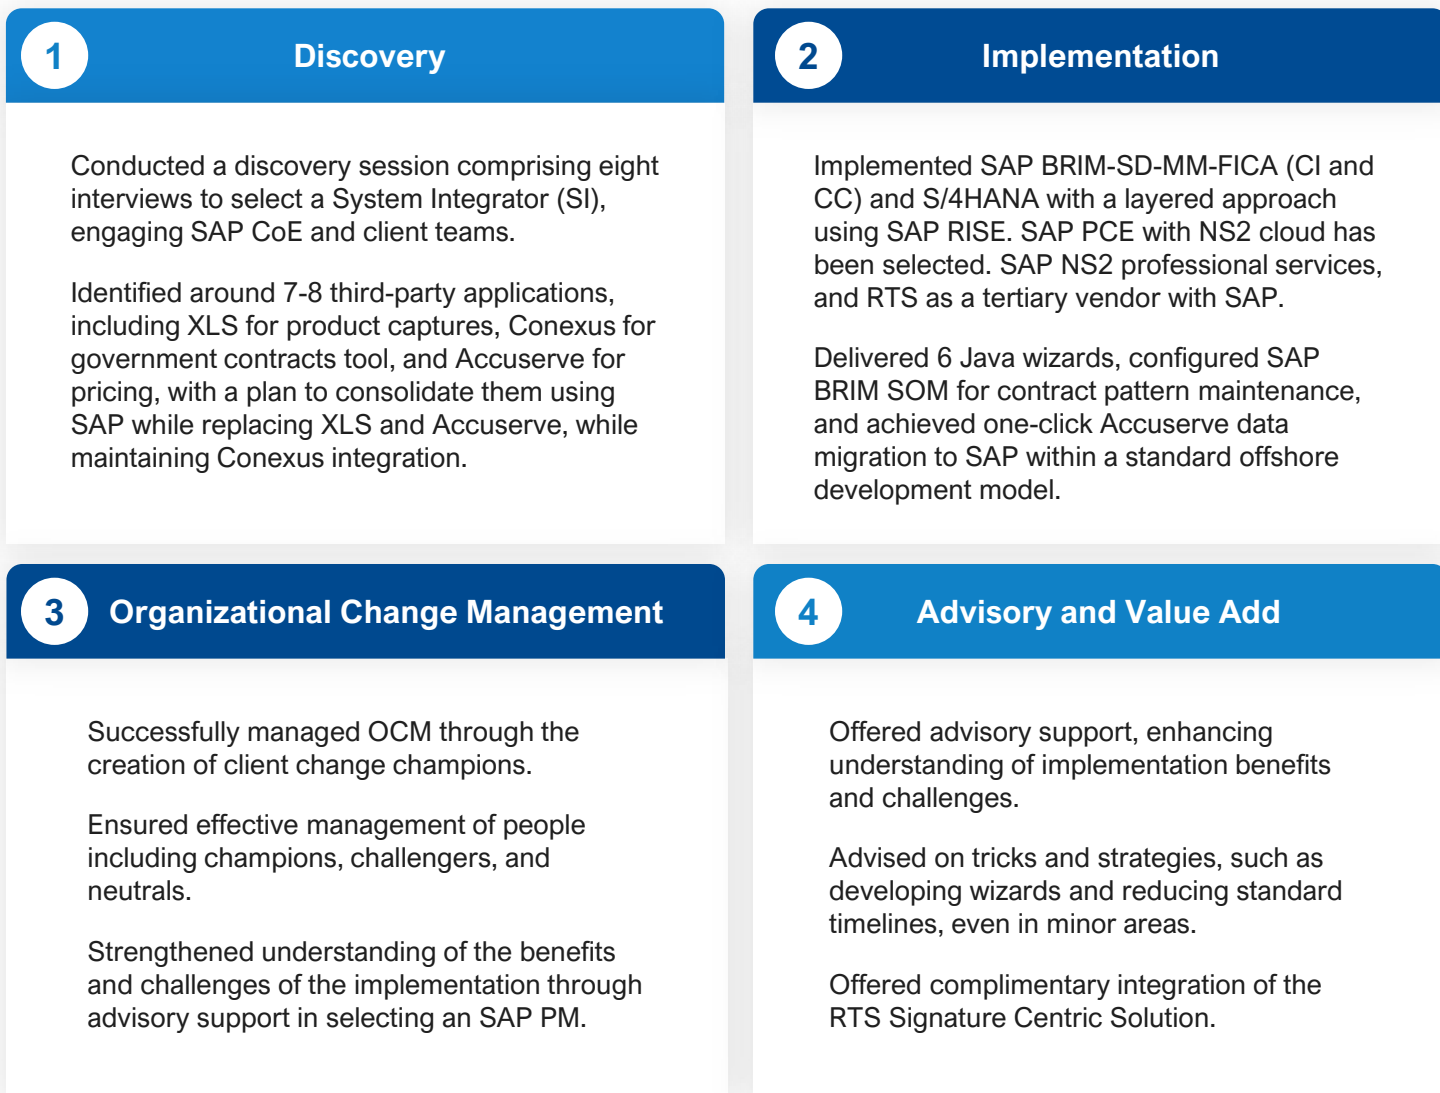 1
Discovery
Conducted a discovery session comprising eight
interviews to select a System Integrator (SI),
engaging SAP CoE and client teams.
Identified around 7-8 third-party applications,
including XLS for product captures, Conexus for
government contracts tool, and Accuserve for
pricing, with a plan to consolidate them using
SAP while replacing XLS and Accuserve, while
maintaining Conexus integration.
2
Implementation
Implemented SAP BRIM-SD-MM-FICA (CI and
CC) and S/4HANA with a layered approach
using SAP RISE. SAP PCE with NS2 cloud has
been selected. SAP NS2 professional services,
and RTS as a tertiary vendor with SAP.
Delivered 6 Java wizards, configured SAP
BRIM SOM for contract pattern maintenance,
and achieved one-click Accuserve data
migration to SAP within a standard offshore
development model.
3
Organizational Change Management
Successfully managed OCM through the
creation of client change champions.
Ensured effective management of people
including champions, challengers, and
neutrals.
Strengthened understanding of the benefits
and challenges of the implementation through
advisory support in selecting an SAP PM.
4
Advisory and Value Add
Offered advisory support, enhancing
understanding of implementation benefits
and challenges.
Advised on tricks and strategies, such as
developing wizards and reducing standard
timelines, even in minor areas.
Offered complimentary integration of the
RTS Signature Centric Solution.